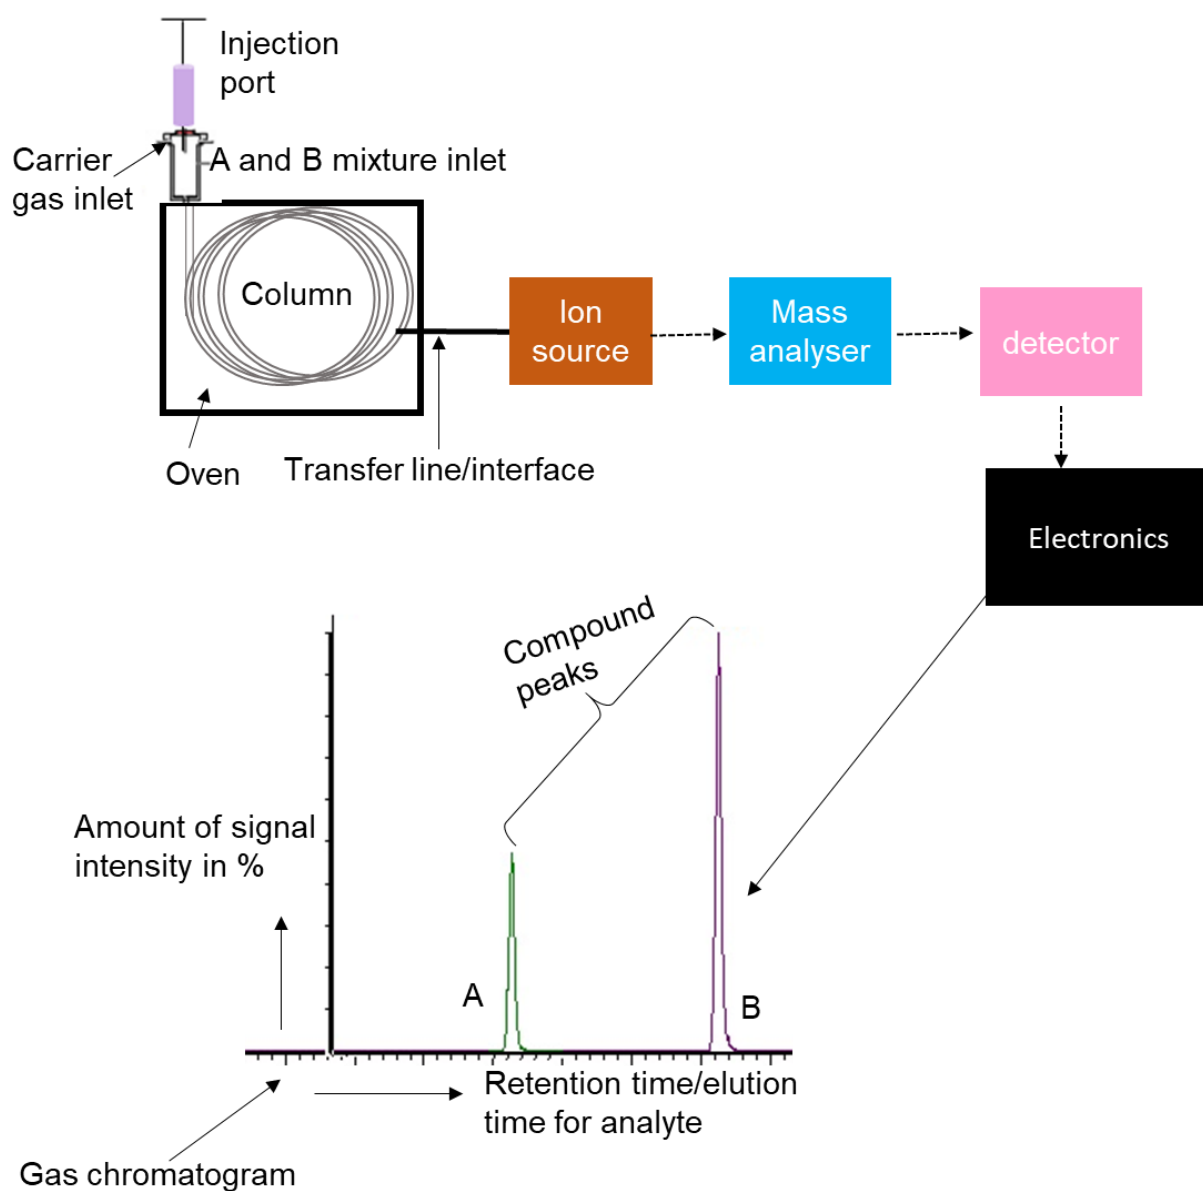 Injection
port
Carrier
gas inlet
A and B mixture inlet
Column
Ion
source
Mass
analyser
detector
Oven
Transfer line/interface
Electronics
Compound
peaks
Amount of signal
intensity in %
A
B
Retention time/elution
time for analyte
Gas chromatogram